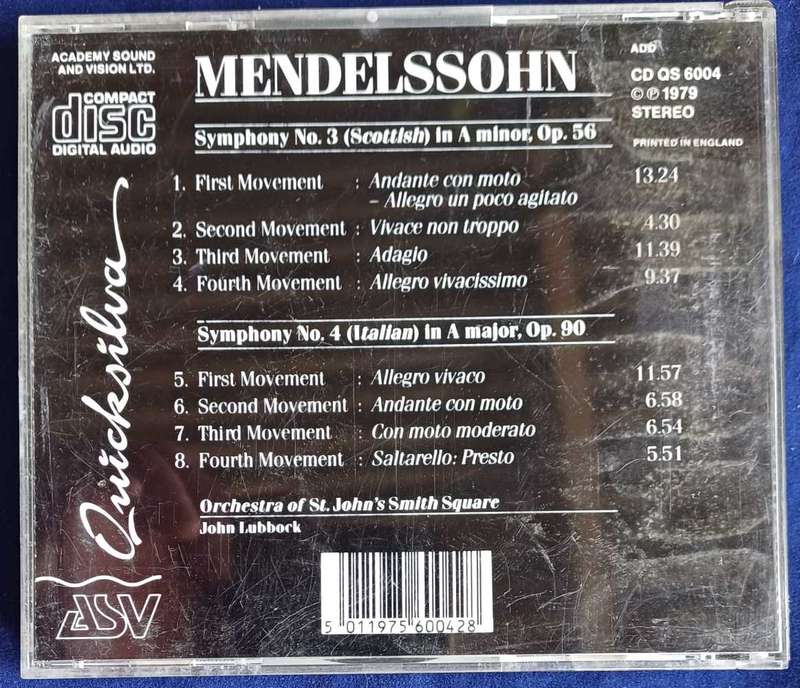 ACADEMY SOUND
AND VISION LTD.
COMPACT
disc
DIGITAL AUDIO
MENDELSSOHN
ADD
CD QS 6004
© ℗ 1979
STEREO
PRINTED IN ENGLAND
Symphony No. 3 (Scottish) in A minor, Op. 56
1. First Movement : Andante con moto 13.24
– Allegro un poco agitato
2. Second Movement : Vivace non troppo 4.30
3. Third Movement : Adagio 11.39
4. Fourth Movement : Allegro vivacissimo 9.37
Symphony No. 4 (Italian) in A major, Op. 90
5. First Movement : Allegro vivaco 11.57
6. Second Movement : Andante con moto 6.58
7. Third Movement : Con moto moderato 6.54
8. Fourth Movement : Saltarello: Presto 5.51
Orchestra of St. John's Smith Square
John Lubbock
Quicksilva
ASV
5 011975 600428